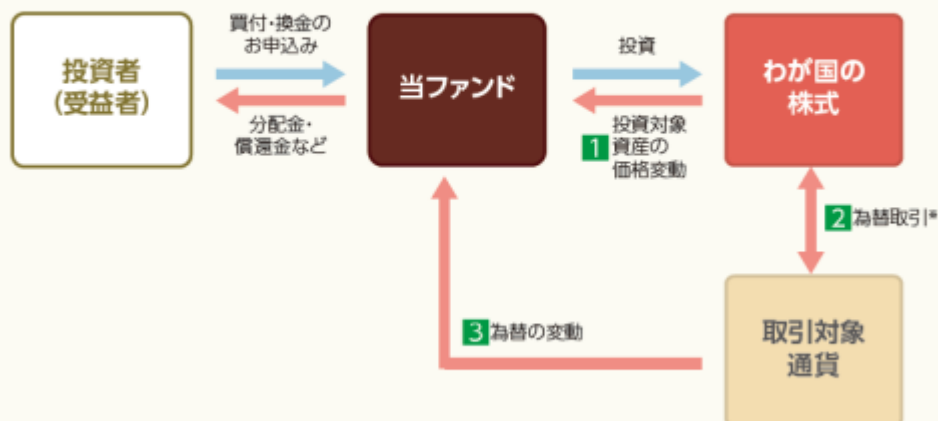 買付・換金の
お申込み
投資者
(受益者)
分配金・
償還金など
当ファンド
投資
1 投資対象
資産の
価格変動
わが国の
株式
2 為替取引*
3 為替の変動
取引対象
通貨